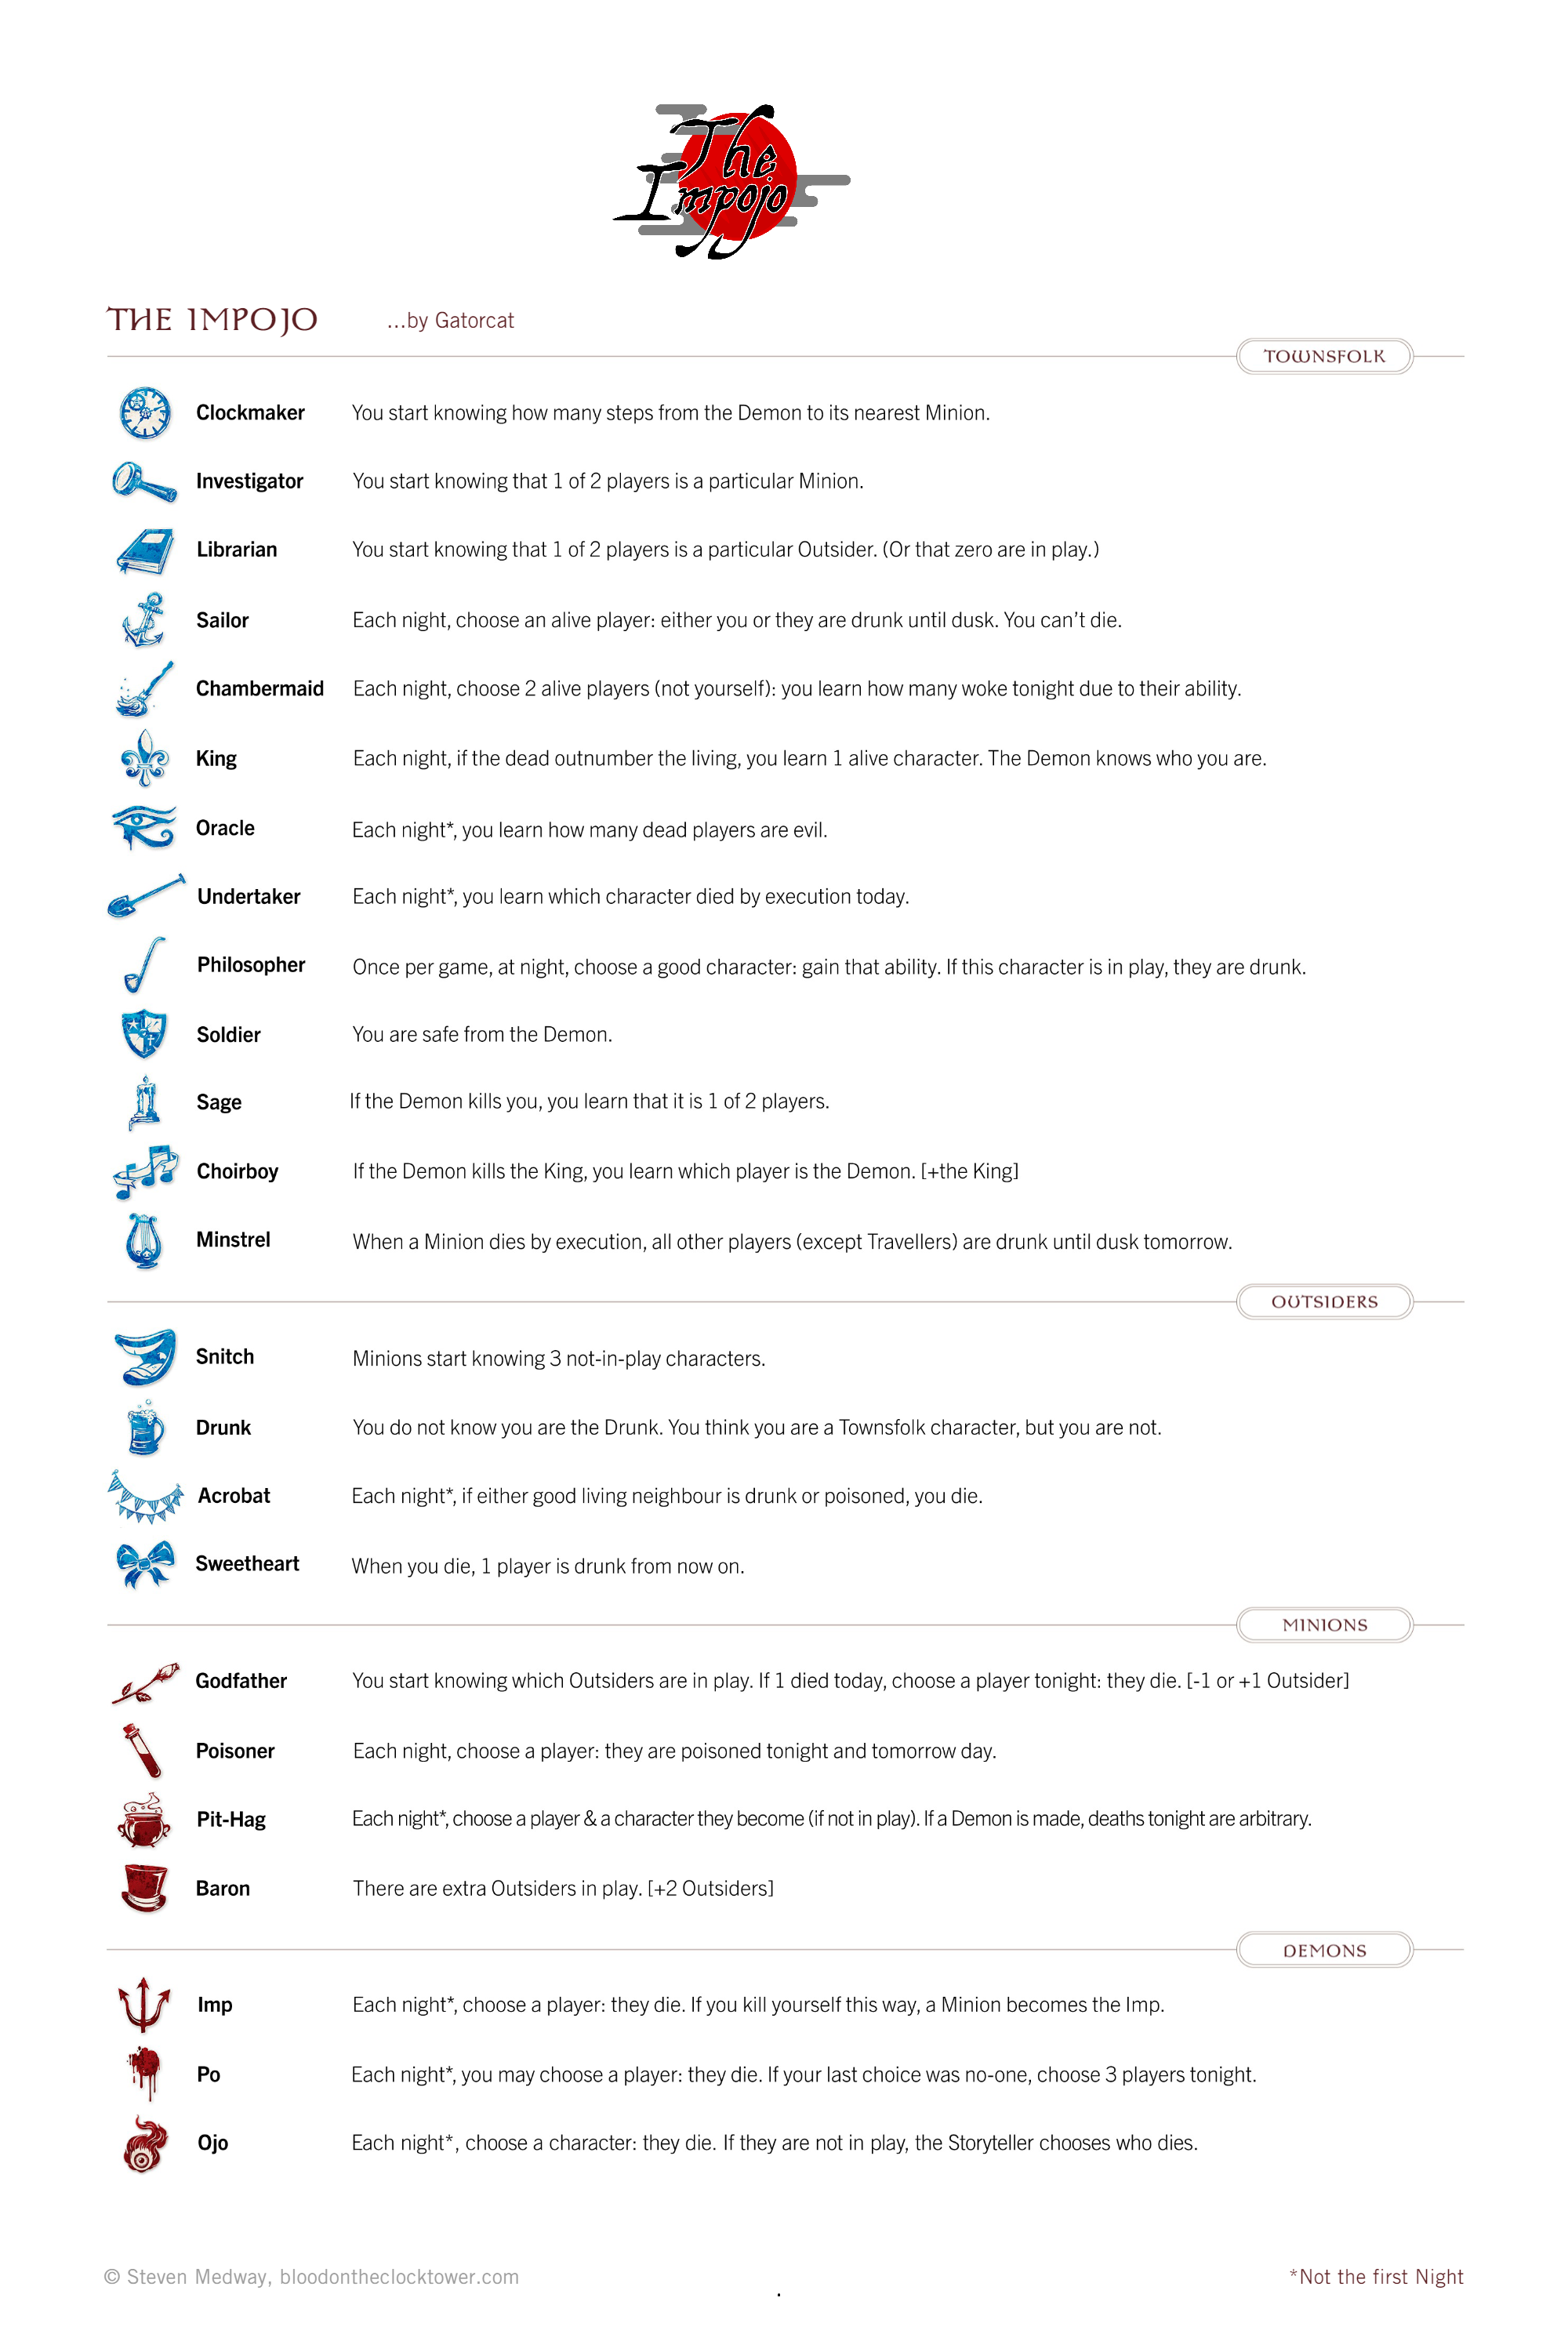 The
Impojo
THE IMPOJO ...by Gatorcat
TOWNSFOLK
Clockmaker You start knowing how many steps from the Demon to its nearest Minion.
Investigator You start knowing that 1 of 2 players is a particular Minion.
Librarian You start knowing that 1 of 2 players is a particular Outsider. (Or that zero are in play.)
Sailor Each night, choose an alive player: either you or they are drunk until dusk. You can't die.
Chambermaid Each night, choose 2 alive players (not yourself): you learn how many woke tonight due to their ability.
King Each night, if the dead outnumber the living, you learn 1 alive character. The Demon knows who you are.
Oracle Each night*, you learn how many dead players are evil.
Undertaker Each night*, you learn which character died by execution today.
Philosopher Once per game, at night, choose a good character: gain that ability. If this character is in play, they are drunk.
Soldier You are safe from the Demon.
Sage If the Demon kills you, you learn that it is 1 of 2 players.
Choirboy If the Demon kills the King, you learn which player is the Demon. [+the King]
Minstrel When a Minion dies by execution, all other players (except Travellers) are drunk until dusk tomorrow.
OUTSIDERS
Snitch Minions start knowing 3 not-in-play characters.
Drunk You do not know you are the Drunk. You think you are a Townsfolk character, but you are not.
Acrobat Each night*, if either good living neighbour is drunk or poisoned, you die.
Sweetheart When you die, 1 player is drunk from now on.
MINIONS
Godfather You start knowing which Outsiders are in play. If 1 died today, choose a player tonight: they die. [-1 or +1 Outsider]
Poisoner Each night, choose a player: they are poisoned tonight and tomorrow day.
Pit-Hag Each night*, choose a player & a character they become (if not in play). If a Demon is made, deaths tonight are arbitrary.
Baron There are extra Outsiders in play. [+2 Outsiders]
DEMONS
Imp Each night*, choose a player: they die. If you kill yourself this way, a Minion becomes the Imp.
Po Each night*, you may choose a player: they die. If your last choice was no-one, choose 3 players tonight.
Ojo Each night*, choose a character: they die. If they are not in play, the Storyteller chooses who dies.
© Steven Medway, bloodontheclocktower.com
*Not the first Night
.